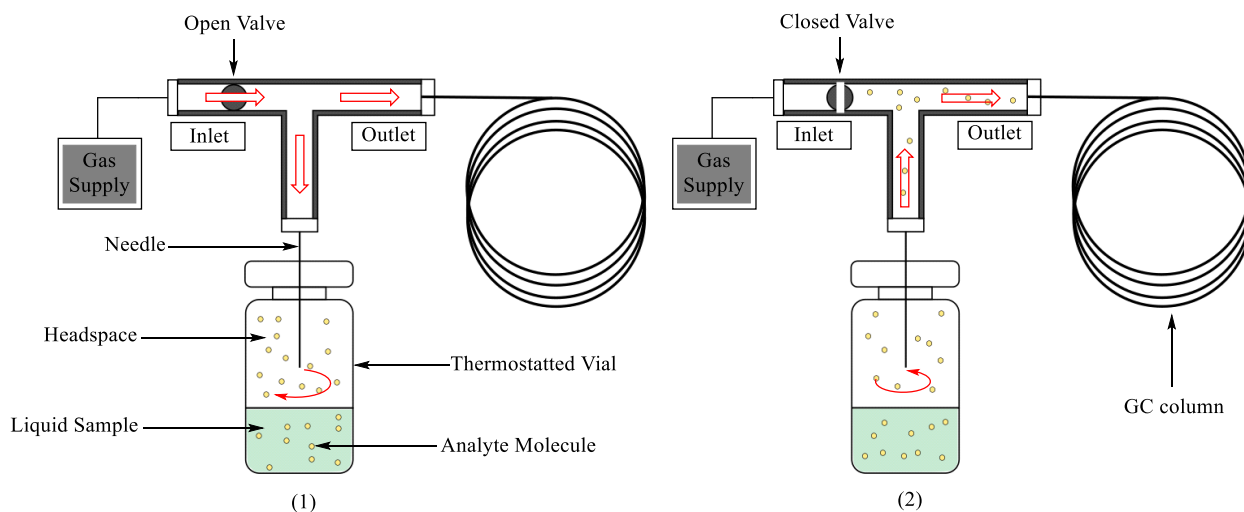 Open Valve
Inlet
Outlet
Gas
Supply
Needle
Headspace
Thermostatted Vial
Liquid Sample
Analyte Molecule
(1)
Closed Valve
Inlet
Outlet
Gas
Supply
GC column
(2)